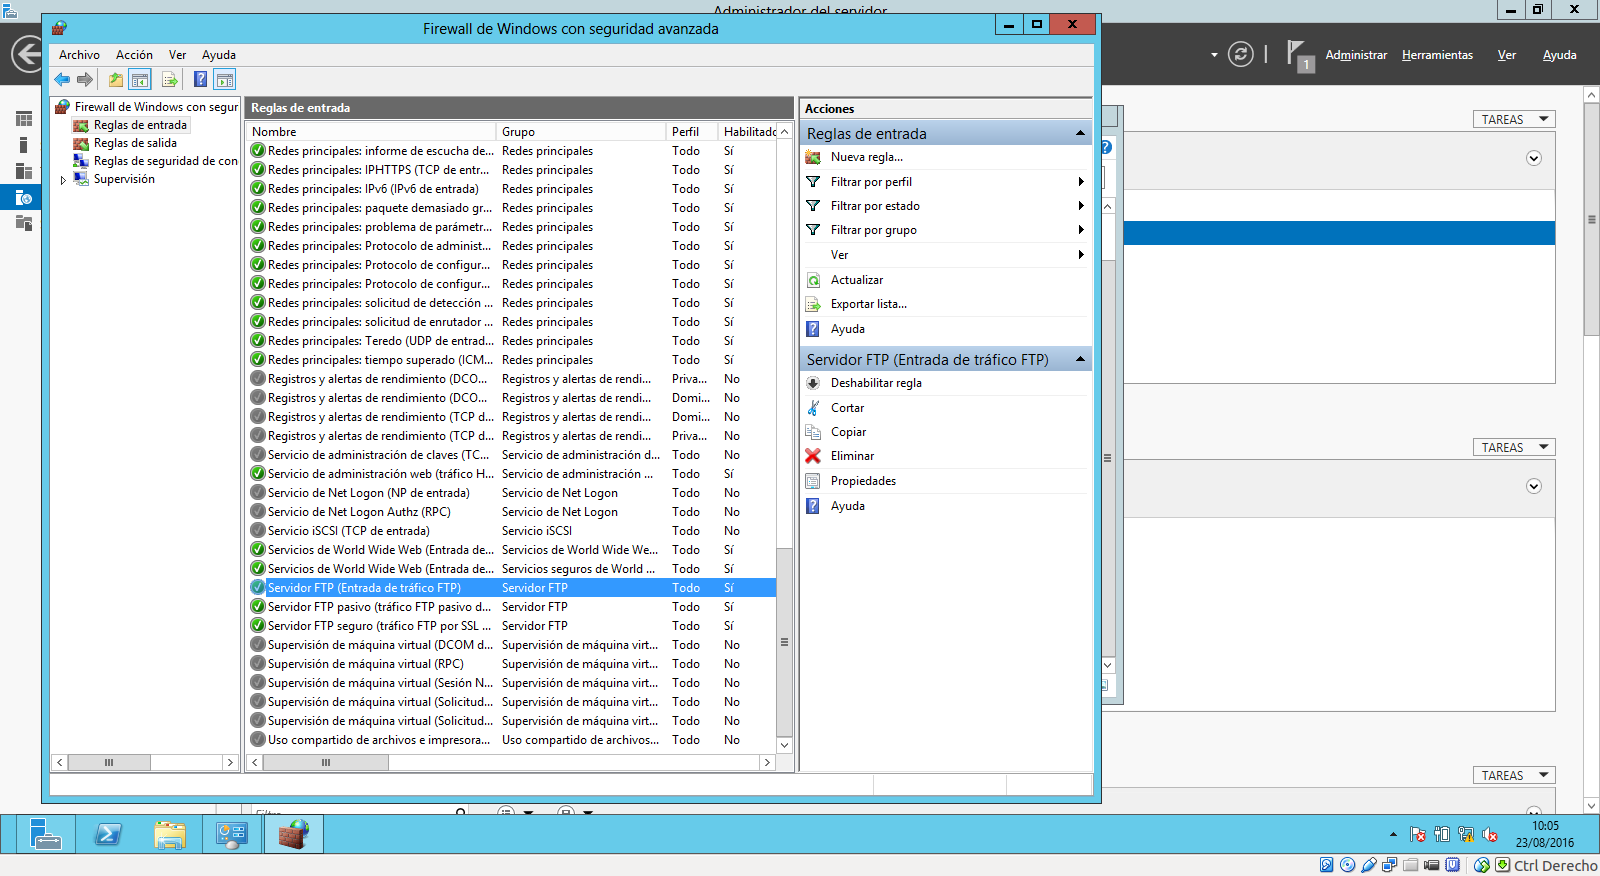 Administrador del servidor
Firewall de Windows con seguridad avanzada
Administrar Herramientas Ver Ayuda
1
Archivo Acción Ver Ayuda
Firewall de Windows con segur
Reglas de entrada
Reglas de salida
Reglas de seguridad de con
Supervisión
Reglas de entrada
Nombre Grupo Perfil Habilitado
Redes principales: informe de escucha de... Redes principales Todo Sí
Redes principales: IPHTTPS (TCP de entr... Redes principales Todo Sí
Redes principales: IPv6 (IPv6 de entrada) Redes principales Todo Sí
Redes principales: paquete demasiado gr... Redes principales Todo Sí
Redes principales: problema de parámetr... Redes principales Todo Sí
Redes principales: Protocolo de administ... Redes principales Todo Sí
Redes principales: Protocolo de configur... Redes principales Todo Sí
Redes principales: Protocolo de configur... Redes principales Todo Sí
Redes principales: solicitud de detección ... Redes principales Todo Sí
Redes principales: solicitud de enrutador ... Redes principales Todo Sí
Redes principales: Teredo (UDP de entrad... Redes principales Todo Sí
Redes principales: tiempo superado (ICM... Redes principales Todo Sí
Registros y alertas de rendimiento (DCO... Registros y alertas de rendi... Priva... No
Registros y alertas de rendimiento (DCO... Registros y alertas de rendi... Domi... No
Registros y alertas de rendimiento (TCP d... Registros y alertas de rendi... Domi... No
Registros y alertas de rendimiento (TCP d... Registros y alertas de rendi... Priva... No
Servicio de administración de claves (TC... Servicio de administración d... Todo No
Servicio de administración web (tráfico H... Servicio de administración ... Todo Sí
Servicio de Net Logon (NP de entrada) Servicio de Net Logon Todo No
Servicio de Net Logon Authz (RPC) Servicio de Net Logon Todo No
Servicio iSCSI (TCP de entrada) Servicio iSCSI Todo No
Servicios de World Wide Web (Entrada de... Servicios de World Wide We... Todo Sí
Servicios de World Wide Web (Entrada de... Servicios seguros de World ... Todo Sí
Servidor FTP (Entrada de tráfico FTP) Servidor FTP Todo Sí
Servidor FTP pasivo (tráfico FTP pasivo d... Servidor FTP Todo Sí
Servidor FTP seguro (tráfico FTP por SSL ... Servidor FTP Todo Sí
Supervisión de máquina virtual (DCOM d... Supervisión de máquina virt... Todo No
Supervisión de máquina virtual (RPC) Supervisión de máquina virt... Todo No
Supervisión de máquina virtual (Sesión N... Supervisión de máquina virt... Todo No
Supervisión de máquina virtual (Solicitud... Supervisión de máquina virt... Todo No
Supervisión de máquina virtual (Solicitud... Supervisión de máquina virt... Todo No
Uso compartido de archivos e impresora... Uso compartido de archivos... Todo No
Acciones
Reglas de entrada
Nueva regla...
Filtrar por perfil
Filtrar por estado
Filtrar por grupo
Ver
Actualizar
Exportar lista...
Ayuda
Servidor FTP (Entrada de tráfico FTP)
Deshabilitar regla
Cortar
Copiar
Eliminar
Propiedades
Ayuda
TAREAS
TAREAS
TAREAS
10:05
23/08/2016
Ctrl Derecho